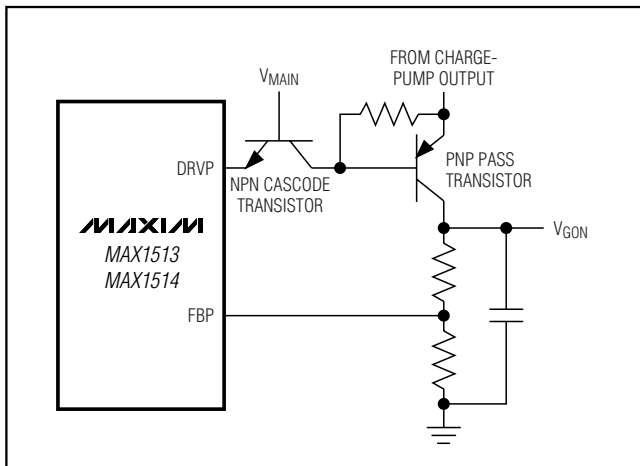 FROM CHARGE-
PUMP OUTPUT
VMAIN
DRVP
NPN CASCODE
TRANSISTOR
PNP PASS
TRANSISTOR
MAXIM
MAX1513
MAX1514
VGON
FBP